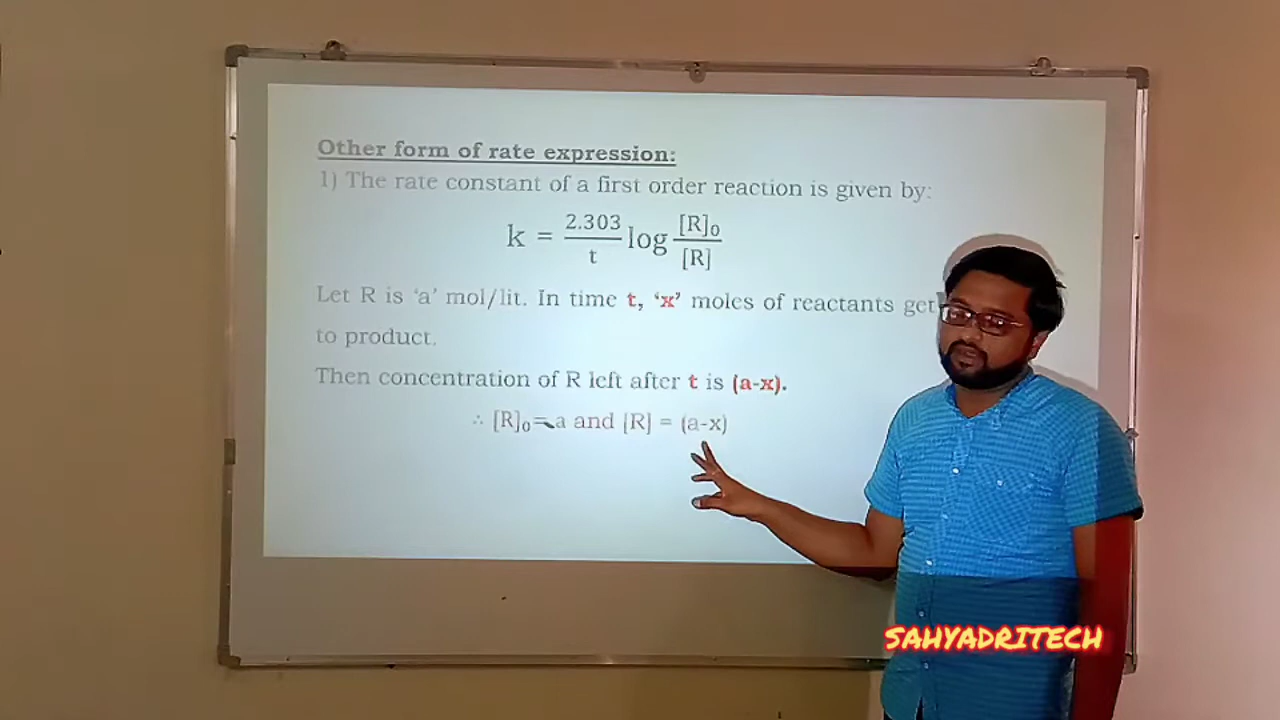 Other form of rate expression:
1) The rate constant of a first order reaction is given by:
k = 2.303/t log [R]₀/[R]
Let R is ‘a’ mol/lit. In time t, ‘x’ moles of reactants get
to product.
Then concentration of R left after t is (a-x).
∴ [R]₀= a and [R] = (a-x)
SAHYADRITECH